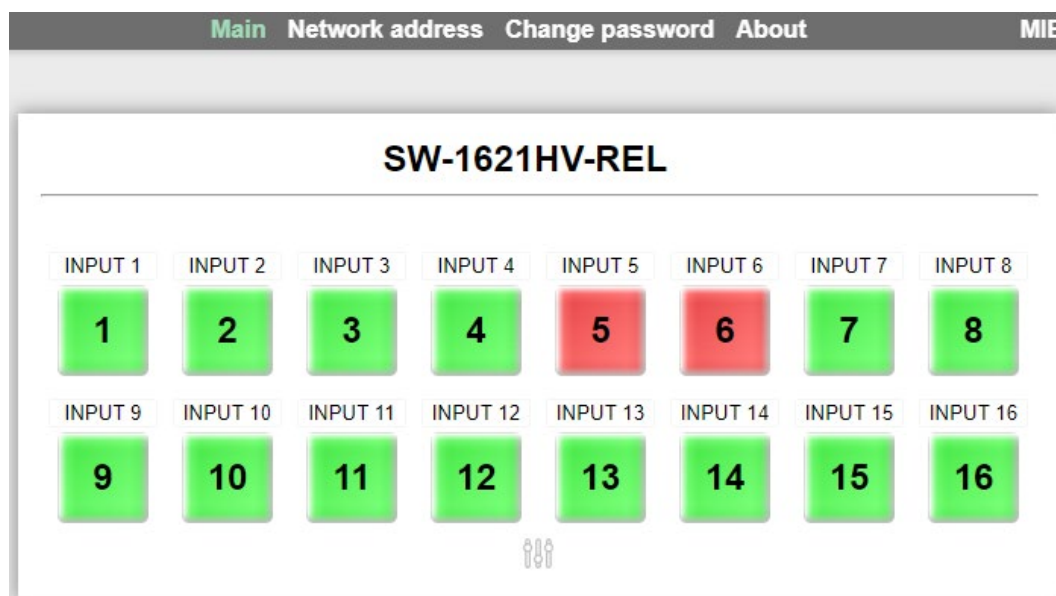 Main Network address Change password About MIB
SW-1621HV-REL
INPUT 1 INPUT 2 INPUT 3 INPUT 4 INPUT 5 INPUT 6 INPUT 7 INPUT 8
1 2 3 4 5 6 7 8
INPUT 9 INPUT 10 INPUT 11 INPUT 12 INPUT 13 INPUT 14 INPUT 15 INPUT 16
9 10 11 12 13 14 15 16